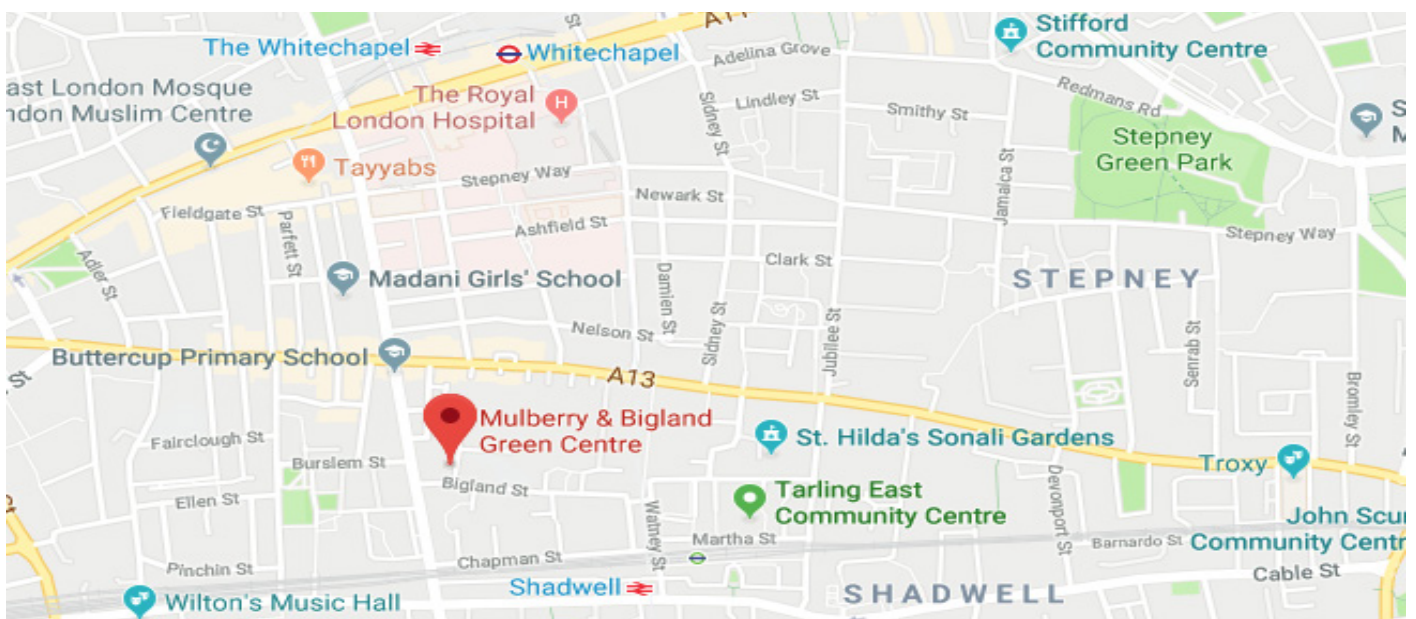 A11
Stifford
Community Centre
The Whitechapel
Whitechapel
Adelina Grove
ast London Mosque
ndon Muslim Centre
The Royal
London Hospital
H
Sidney St
Lindley St
Smithy St
Redmans Rd
S
M
Stepney
Green Park
Tayyabs
Stepney Way
Newark St
Jamaica St
Fieldgate St
Parfett St
Ashfield St
Stepney Way
Adler St
Clark St
Madani Girls' School
Damien St
STEPNEY
Nelson St
Sidney St
Jubilee St
Senrab St
Buttercup Primary School
St
A13
Bromley St
Mulberry & Bigland
Green Centre
Fairclough St
St. Hilda's Sonali Gardens
Burslem St
Troxy
Bigland St
Ellen St
Tarling East
Community Centre
Devonport St
Watney St
John Scur
Community Centr
Martha St
Barnardo St
Chapman St
Pinchin St
Cable St
Shadwell
SHADWELL
Wilton's Music Hall